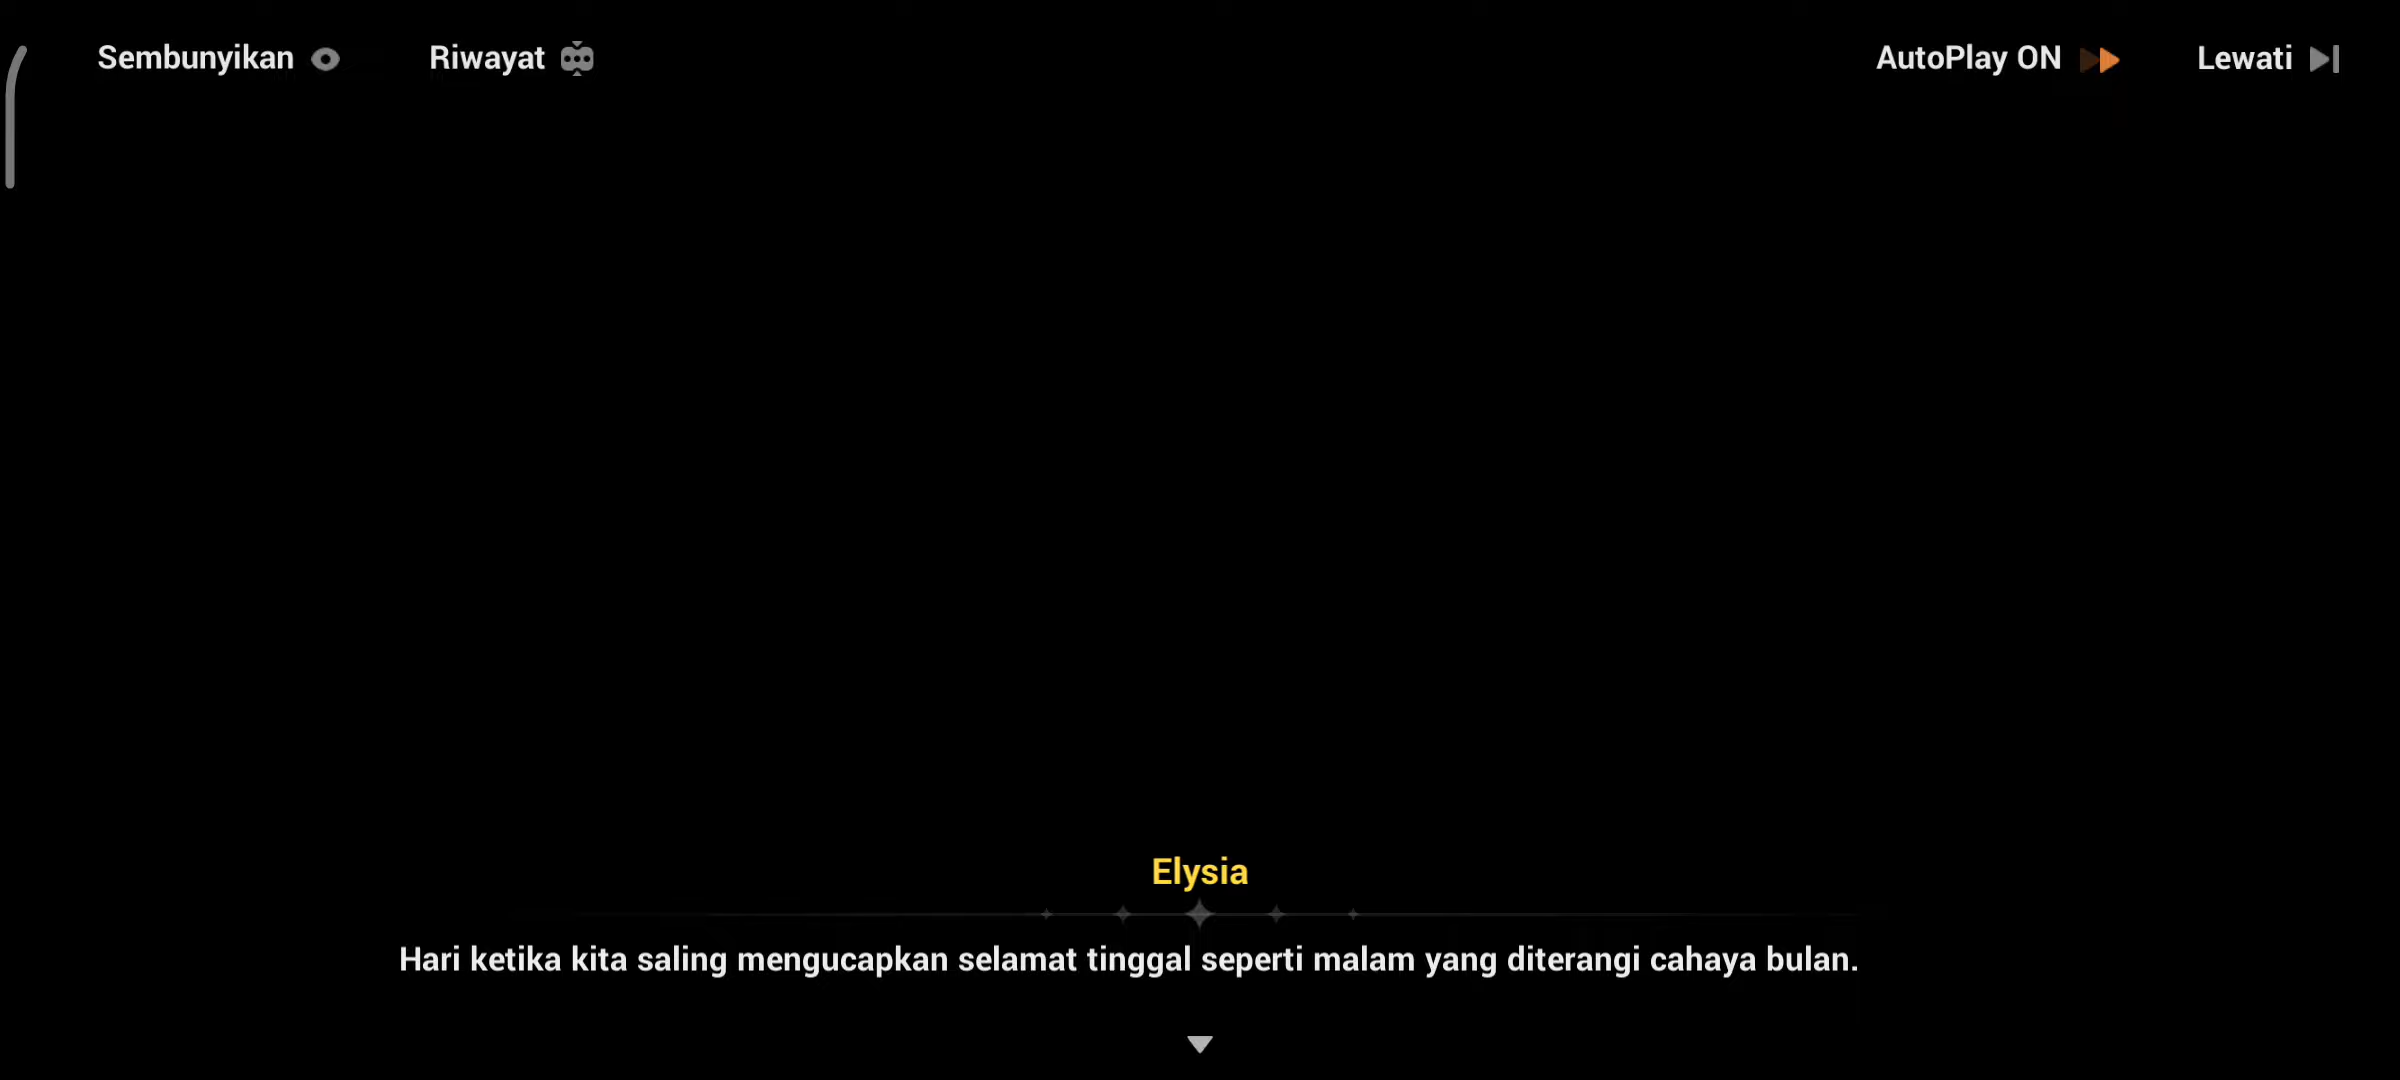 Sembunyikan
Riwayat
AutoPlay ON
Lewati
Elysia
Hari ketika kita saling mengucapkan selamat tinggal seperti malam yang diterangi cahaya bulan.